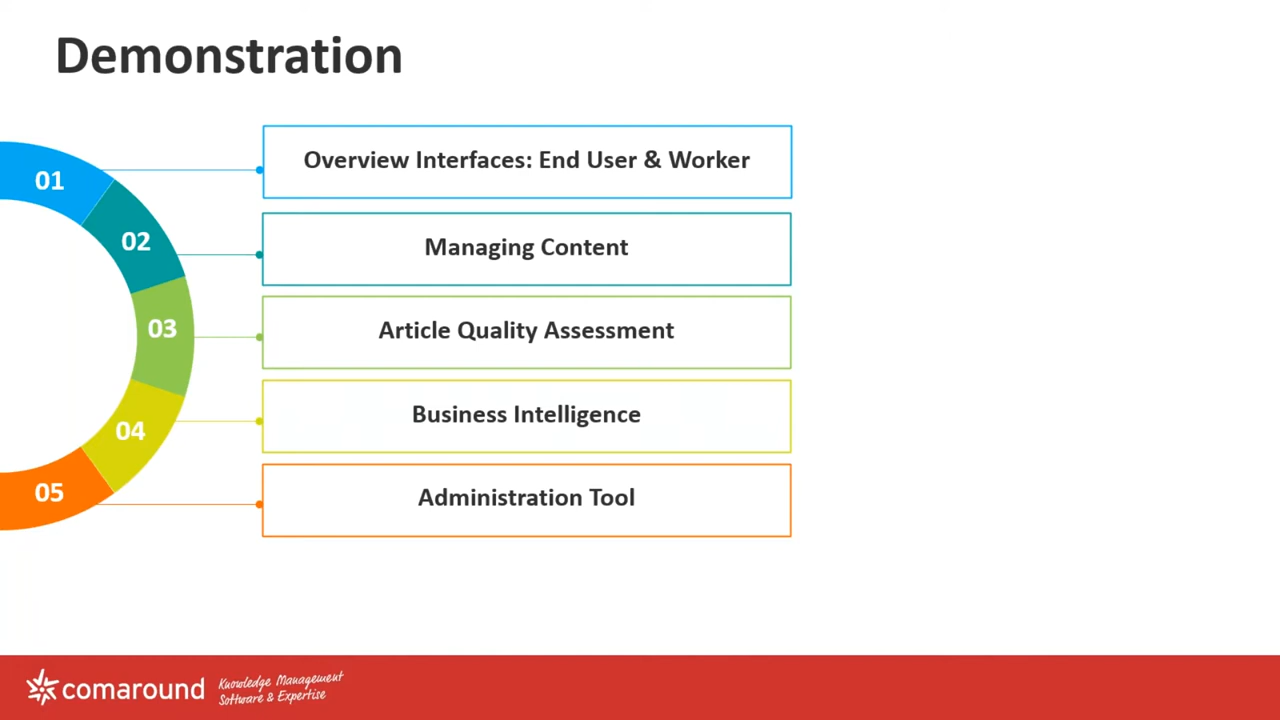 Demonstration
01
Overview Interfaces: End User & Worker
02
Managing Content
03
Article Quality Assessment
04
Business Intelligence
05
Administration Tool
comaround
Knowledge Management
Software & Expertise